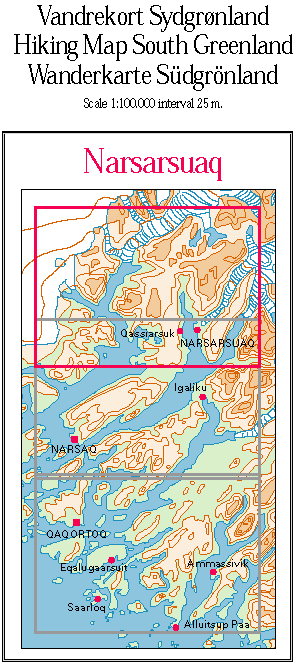 Vandrekort Sydgrønland
Hiking Map South Greenland
Wanderkarte Südgrönland
Scale 1:100.000 interval 25 m.
Narsarsuaq
Qassiarsuk
NARSARSUAQ
Igaliku
NARSAQ
QAQORTOQ
Eqalugaarsuit
Ammassivik
Saarloq
Alluitsup Paa